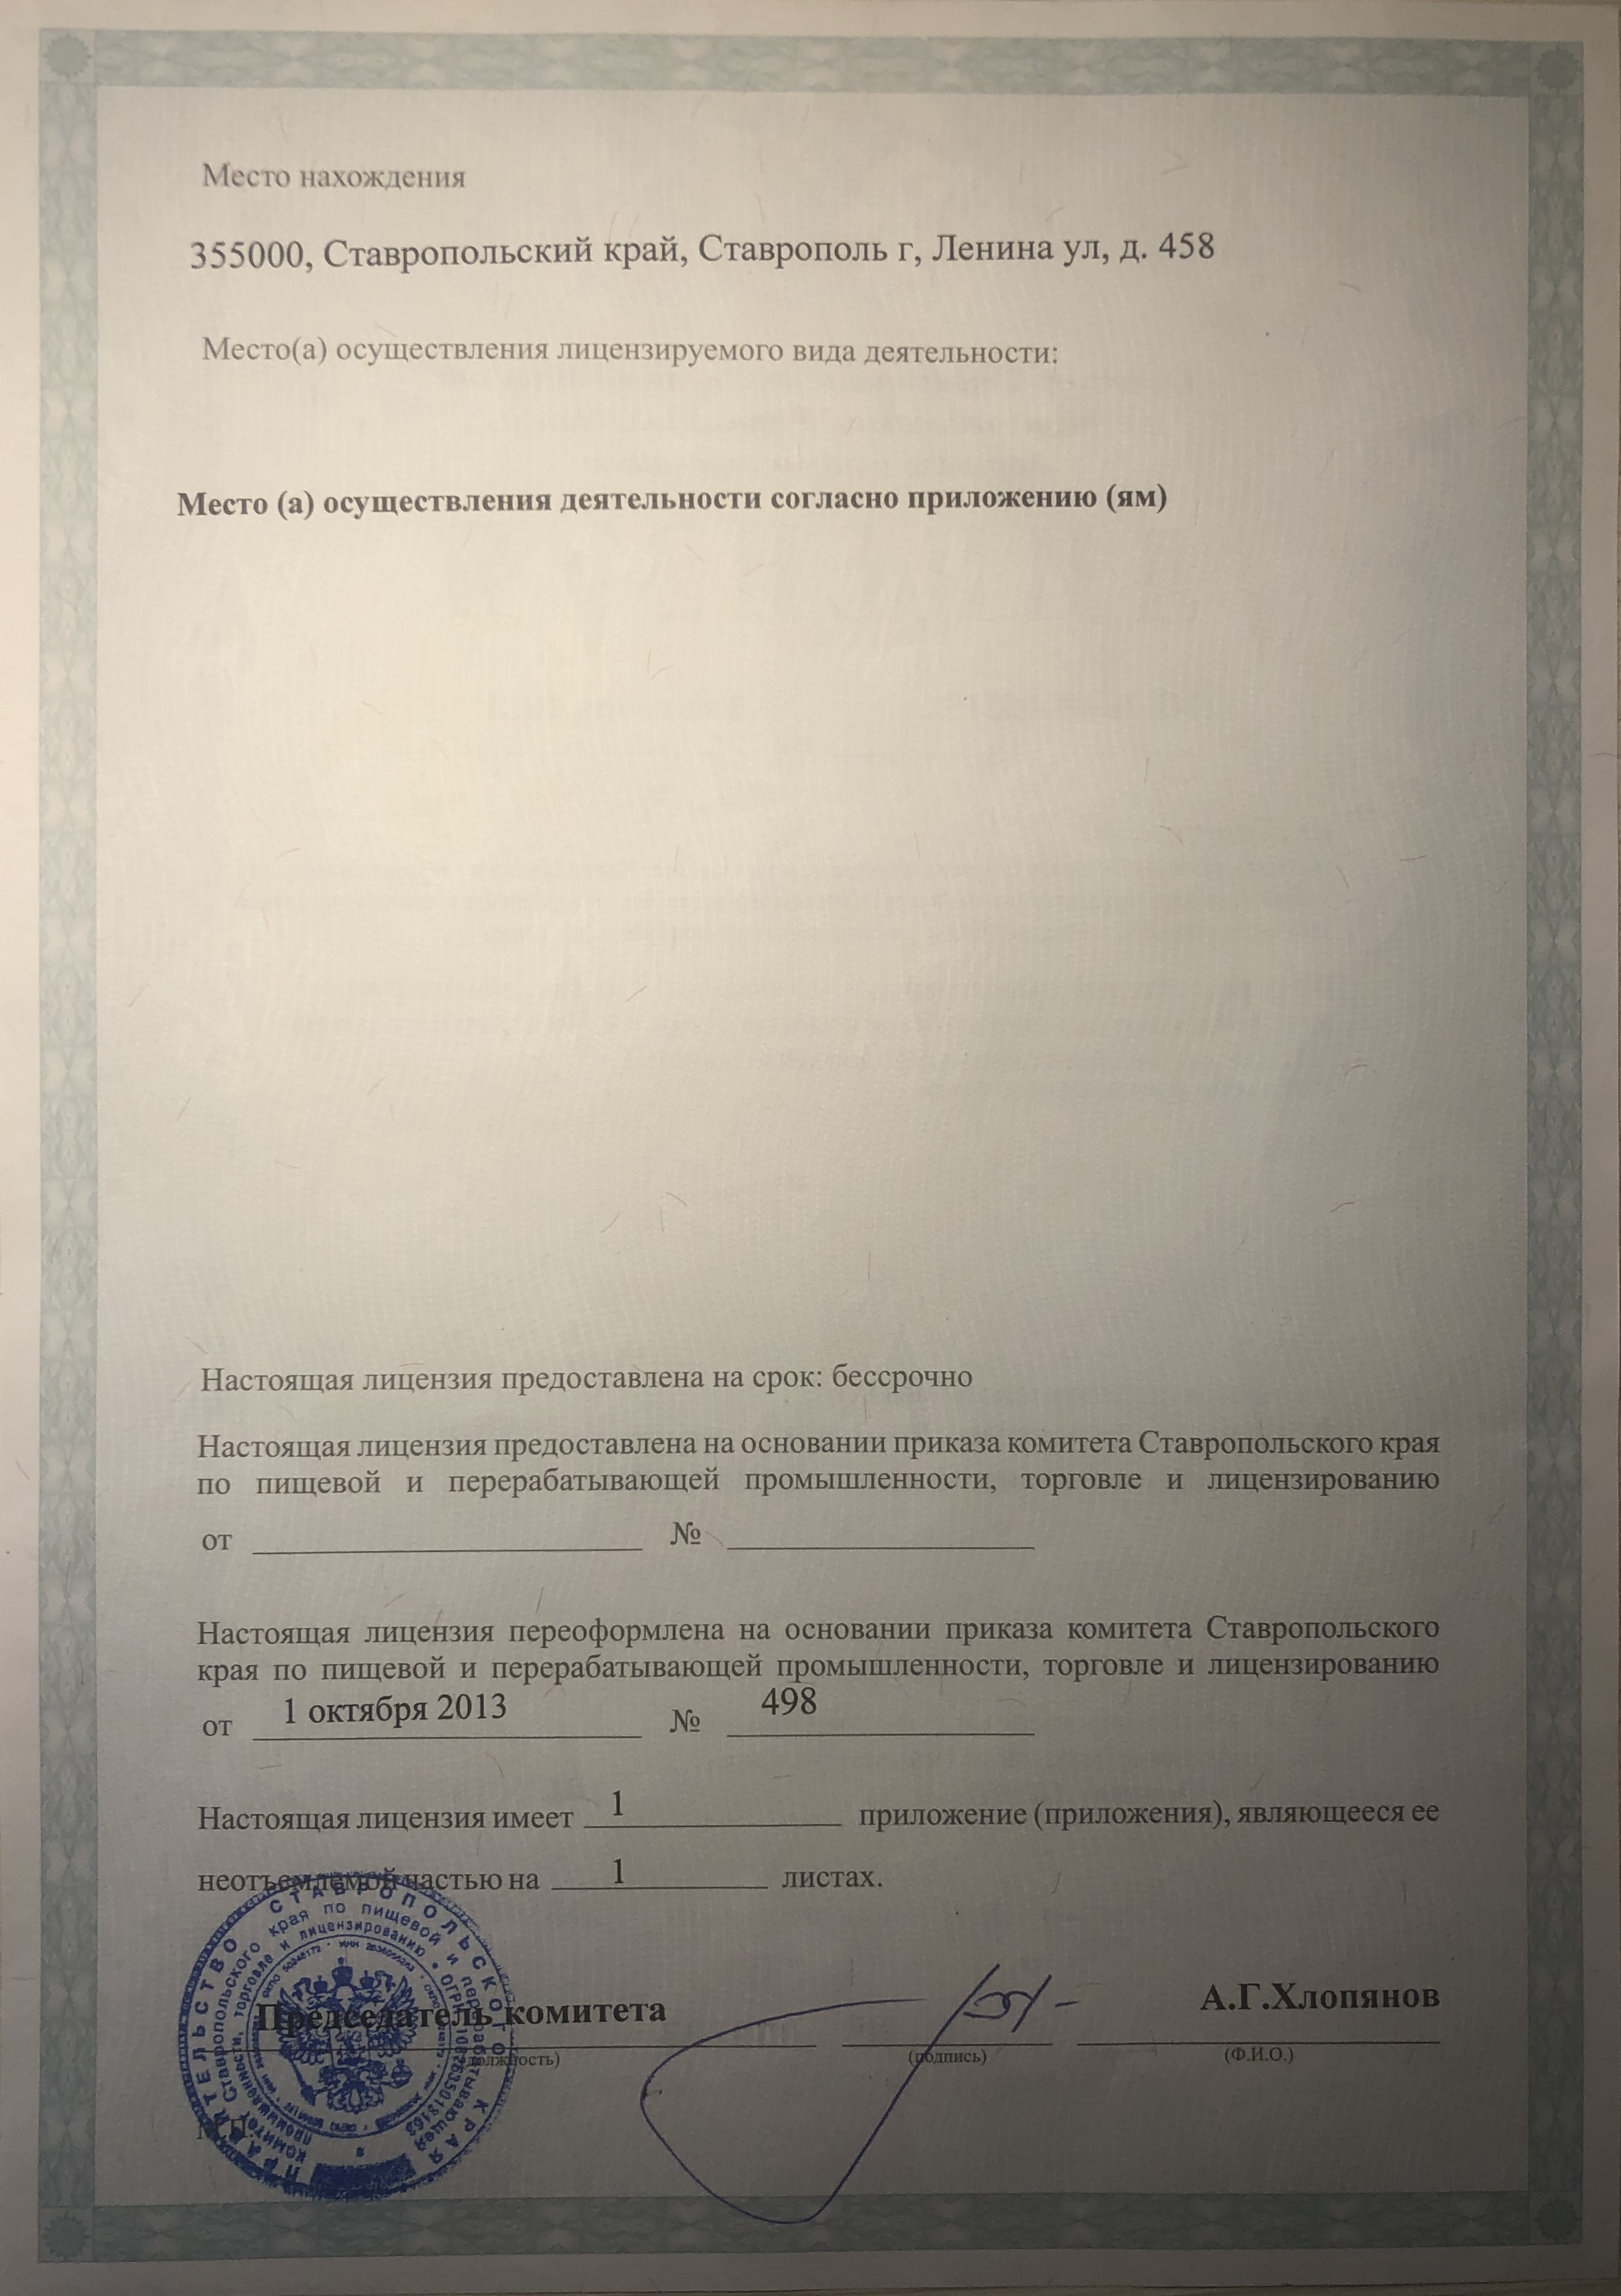 Место нахождения
355000, Ставропольский край, Ставрополь г, Ленина ул, д. 458
Место(а) осуществления лицензируемого вида деятельности:
Место (а) осуществления деятельности согласно приложению (ям)
Настоящая лицензия предоставлена на срок: бессрочно
Настоящая лицензия предоставлена на основании приказа комитета Ставропольского края
по пищевой и перерабатывающей промышленности, торговле и лицензированию
от № 
Настоящая лицензия переоформлена на основании приказа комитета Ставропольского
края по пищевой и перерабатывающей промышленности, торговле и лицензированию
от 1 октября 2013 № 498
Настоящая лицензия имеет 1 приложение (приложения), являющееся ее
неотъемлемой частью на 1 листах.
Председатель комитета А.Г.Хлопянов
(должность) (подпись) (Ф.И.О.)
М.П.
ПРАВИТЕЛЬСТВО СТАВРОПОЛЬСКОГО КРАЯ
комитет Ставропольского края по пищевой и перерабатывающей
промышленности, торговле и лицензированию